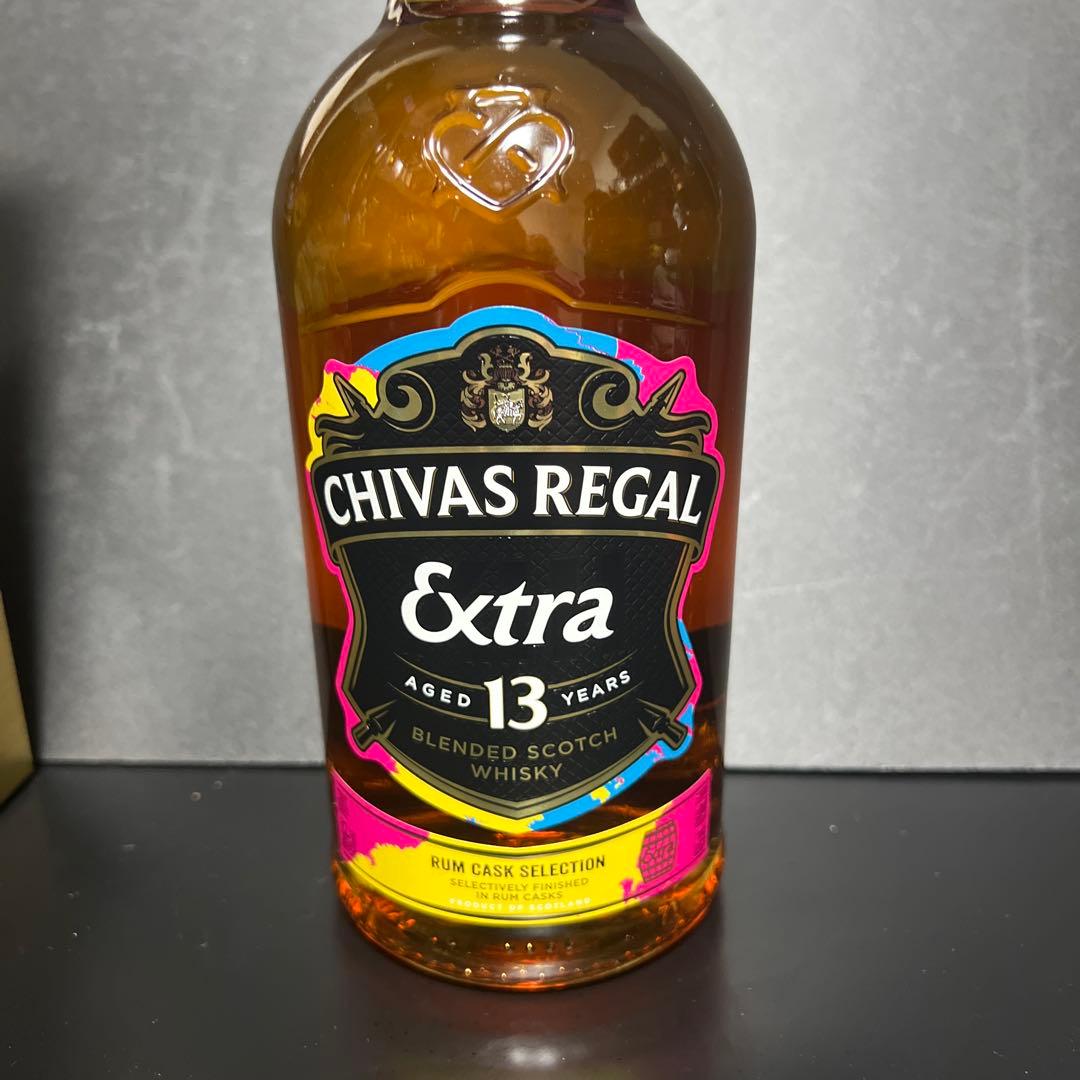 CHIVAS REGAL
Extra
AGED 13 YEARS
BLENDED SCOTCH
WHISKY
RUM CASK SELECTION
SELECTIVELY FINISHED
IN RUM CASKS
PRODUCT OF SCOTLAND
Extra